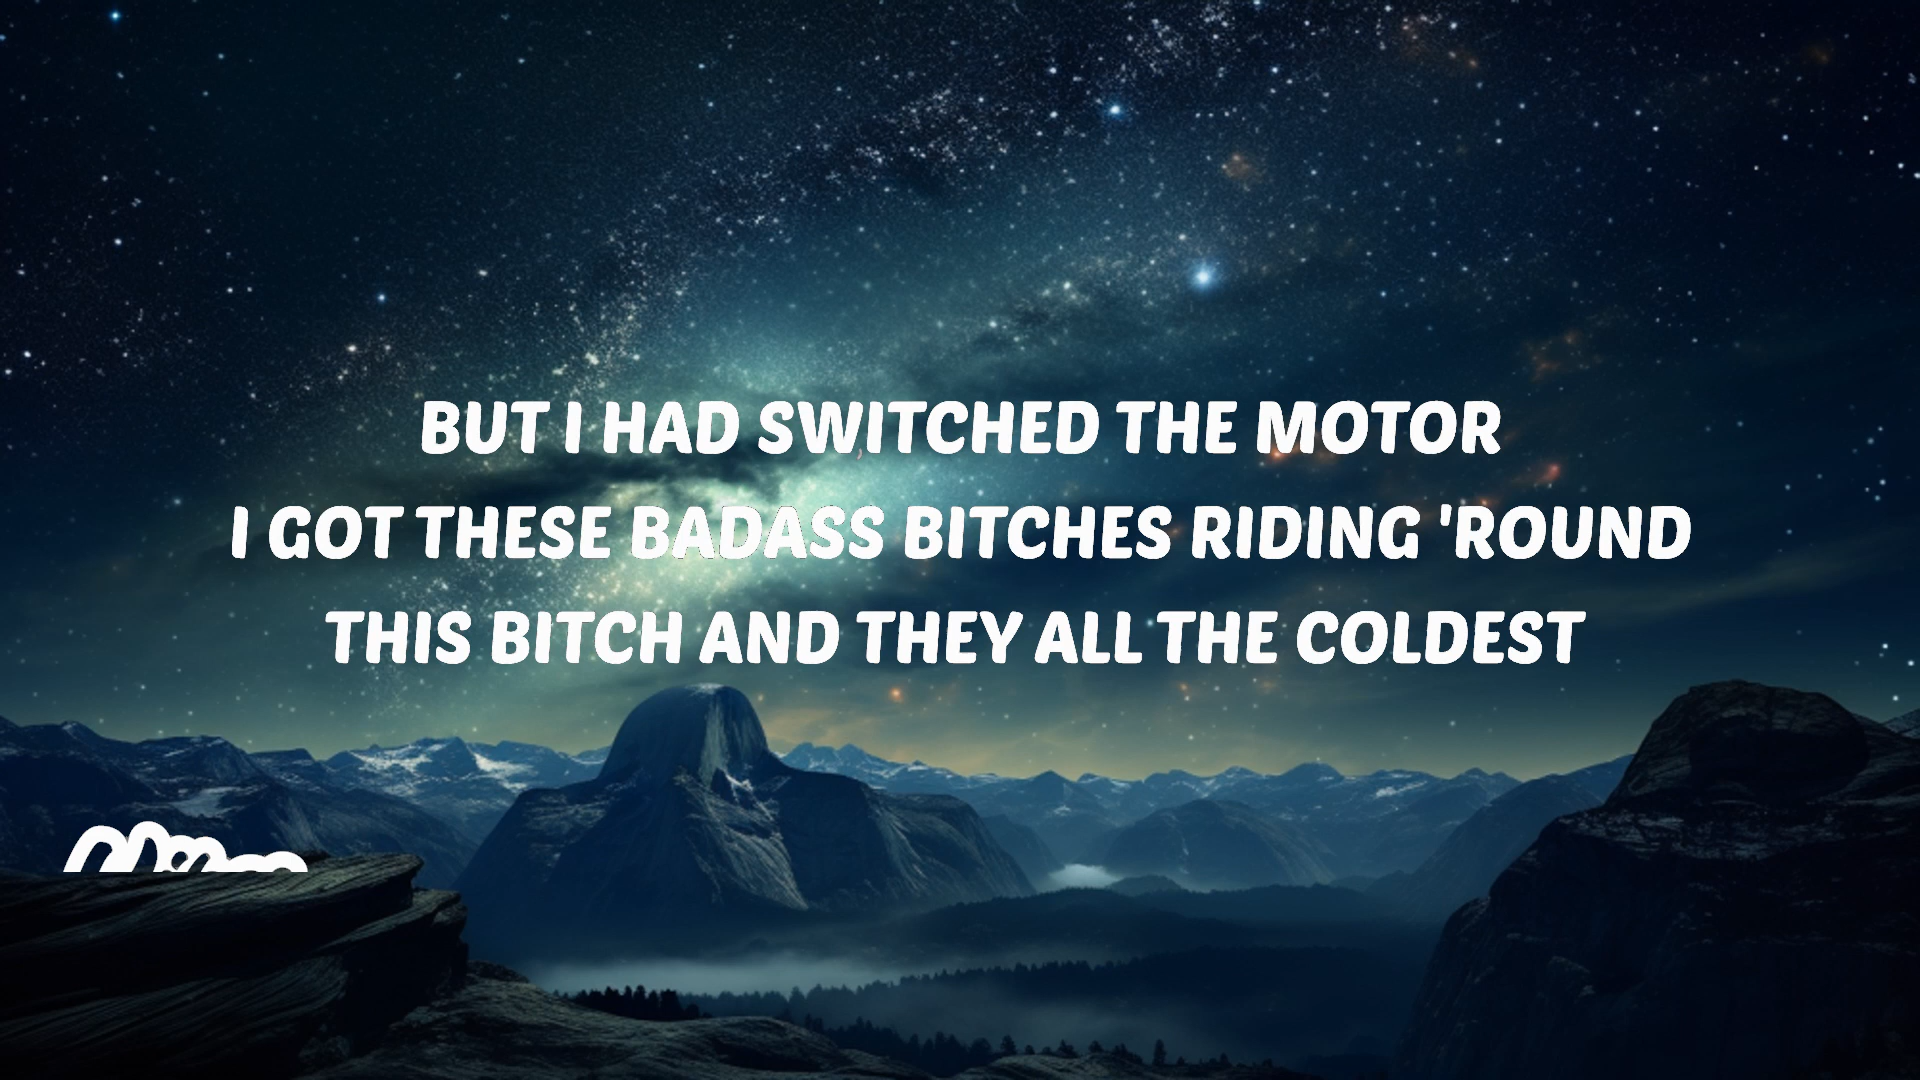 BUT I HAD SWITCHED THE MOTOR
I GOT THESE BADASS BITCHES RIDING 'ROUND
THIS BITCH AND THEY ALL THE COLDEST